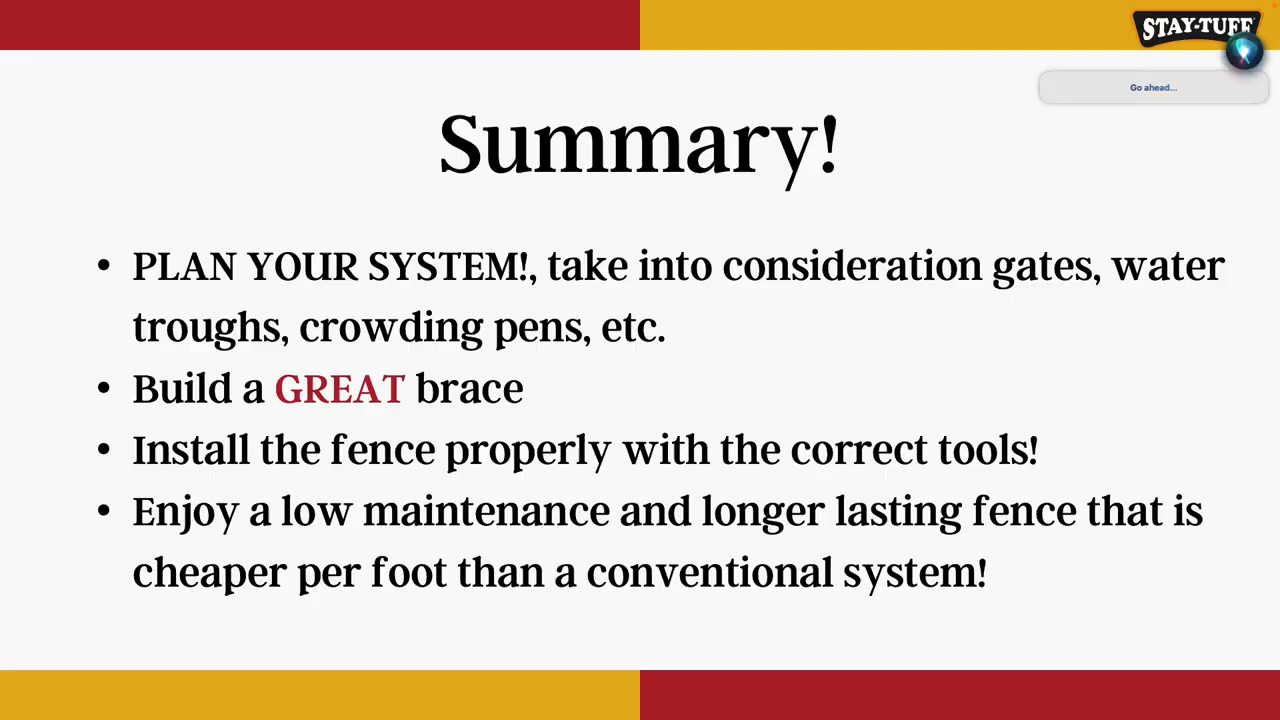 STAY-TUFF
Go ahead...
Summary!
• PLAN YOUR SYSTEM!, take into consideration gates, water
troughs, crowding pens, etc.
• Build a GREAT brace
• Install the fence properly with the correct tools!
• Enjoy a low maintenance and longer lasting fence that is
cheaper per foot than a conventional system!